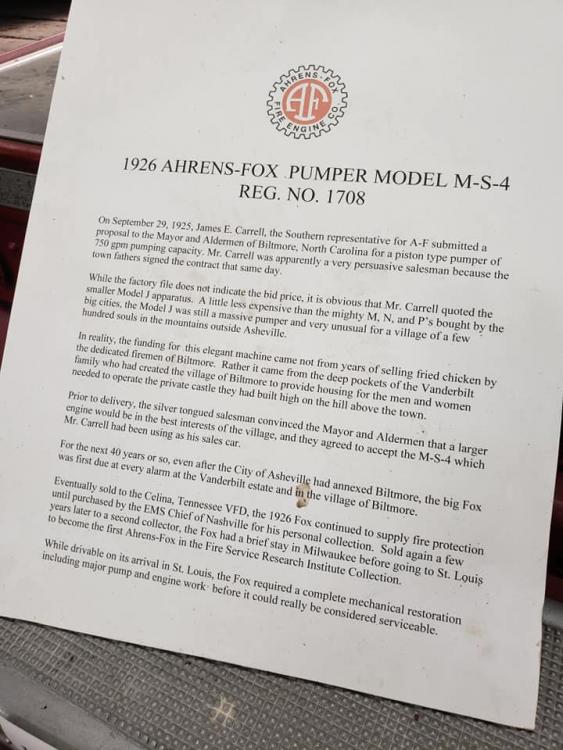 AHRENS-FOX
AF
FIRE ENGINE CO.
1926 AHRENS-FOX PUMPER MODEL M-S-4
REG. NO. 1708
On September 29, 1925, James E. Carrell, the Southern representative for A-F submitted a
proposal to the Mayor and Aldermen of Biltmore, North Carolina for a piston type pumper of
750 gpm pumping capacity. Mr. Carrell was apparently a very persuasive salesman because the
town fathers signed the contract that same day.
While the factory file does not indicate the bid price, it is obvious that Mr. Carrell quoted the
smaller Model J apparatus. A little less expensive than the mighty M, N, and P's bought by the
big cities, the Model J was still a massive pumper and very unusual for a village of a few
hundred souls in the mountains outside Asheville.
In reality, the funding for this elegant machine came not from years of selling fried chicken by
the dedicated firemen of Biltmore. Rather it came from the deep pockets of the Vanderbilt
family who had created the village of Biltmore to provide housing for the men and women
needed to operate the private castle they had built high on the hill above the town.
Prior to delivery, the silver tongued salesman convinced the Mayor and Aldermen that a larger
engine would be in the best interests of the village, and they agreed to accept the M-S-4 which
Mr. Carrell had been using as his sales car.
For the next 40 years or so, even after the City of Asheville had annexed Biltmore, the big Fox
was first due at every alarm at the Vanderbilt estate and in the village of Biltmore.
Eventually sold to the Celina, Tennessee VFD, the 1926 Fox continued to supply fire protection
until purchased by the EMS Chief of Nashville for his personal collection. Sold again a few
years later to a second collector, the Fox had a brief stay in Milwaukee before going to St. Louis
to become the first Ahrens-Fox in the Fire Service Research Institute Collection.
While drivable on its arrival in St. Louis, the Fox required a complete mechanical restoration
including major pump and engine work before it could really be considered serviceable.